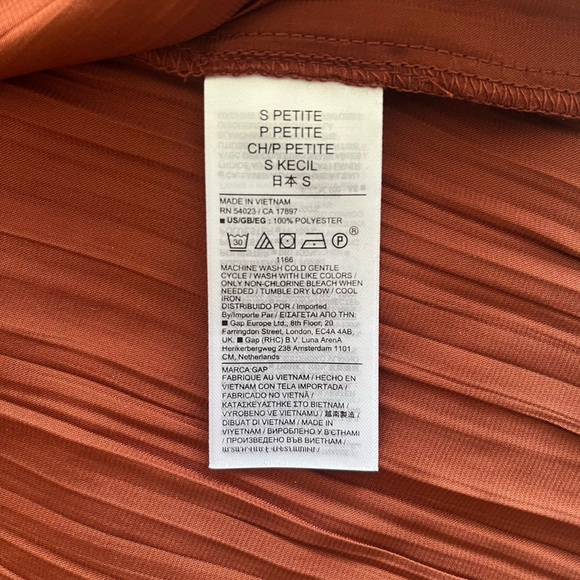 S PETITE
P PETITE
CH/P PETITE
S KECIL
日本 S
MADE IN VIETNAM
RN 54023 / CA 17897
■ US/GB/EG : 100% POLYESTER
30 P ®
1166
MACHINE WASH COLD GENTLE
CYCLE / WASH WITH LIKE COLORS /
ONLY NON-CHLORINE BLEACH WHEN
NEEDED / TUMBLE DRY LOW / COOL
IRON
DISTRIBUIDO POR / imported
By/Importe Par / ΕΙΣΑΓΕΤΑΙ ΑΠΟ ΤΗΝ:
■ Gap Europe Ltd., 8th Floor, 20
Farringdon Street, London, EC4A 4AB,
UK. ■ Gap (RHC) B.V. Luna ArenA
Herikerbergweg 238 Amsterdam 1101
CM, Netherlands
MARCA:GAP
FABRIQUE AU VIETNAM / HECHO EN
VIETNAM CON TELA IMPORTADA /
FABRICADO NO VIETNÃ /
ΚΑΤΑΣΚΕΥΑΣΤΗΚΕ ΣΤΟ ΒΙΕΤΝΑΜ /
VYROBENO VE VIETNAMU / 越南製造 /
DIBUAT DI VIETNAM / MADE IN
VIYETNAM / ВИРОБЛЕНО У В'ЄТНАМІ
/ ПРОИЗВЕДЕНО ВЪВ ВИЕТНАМ /